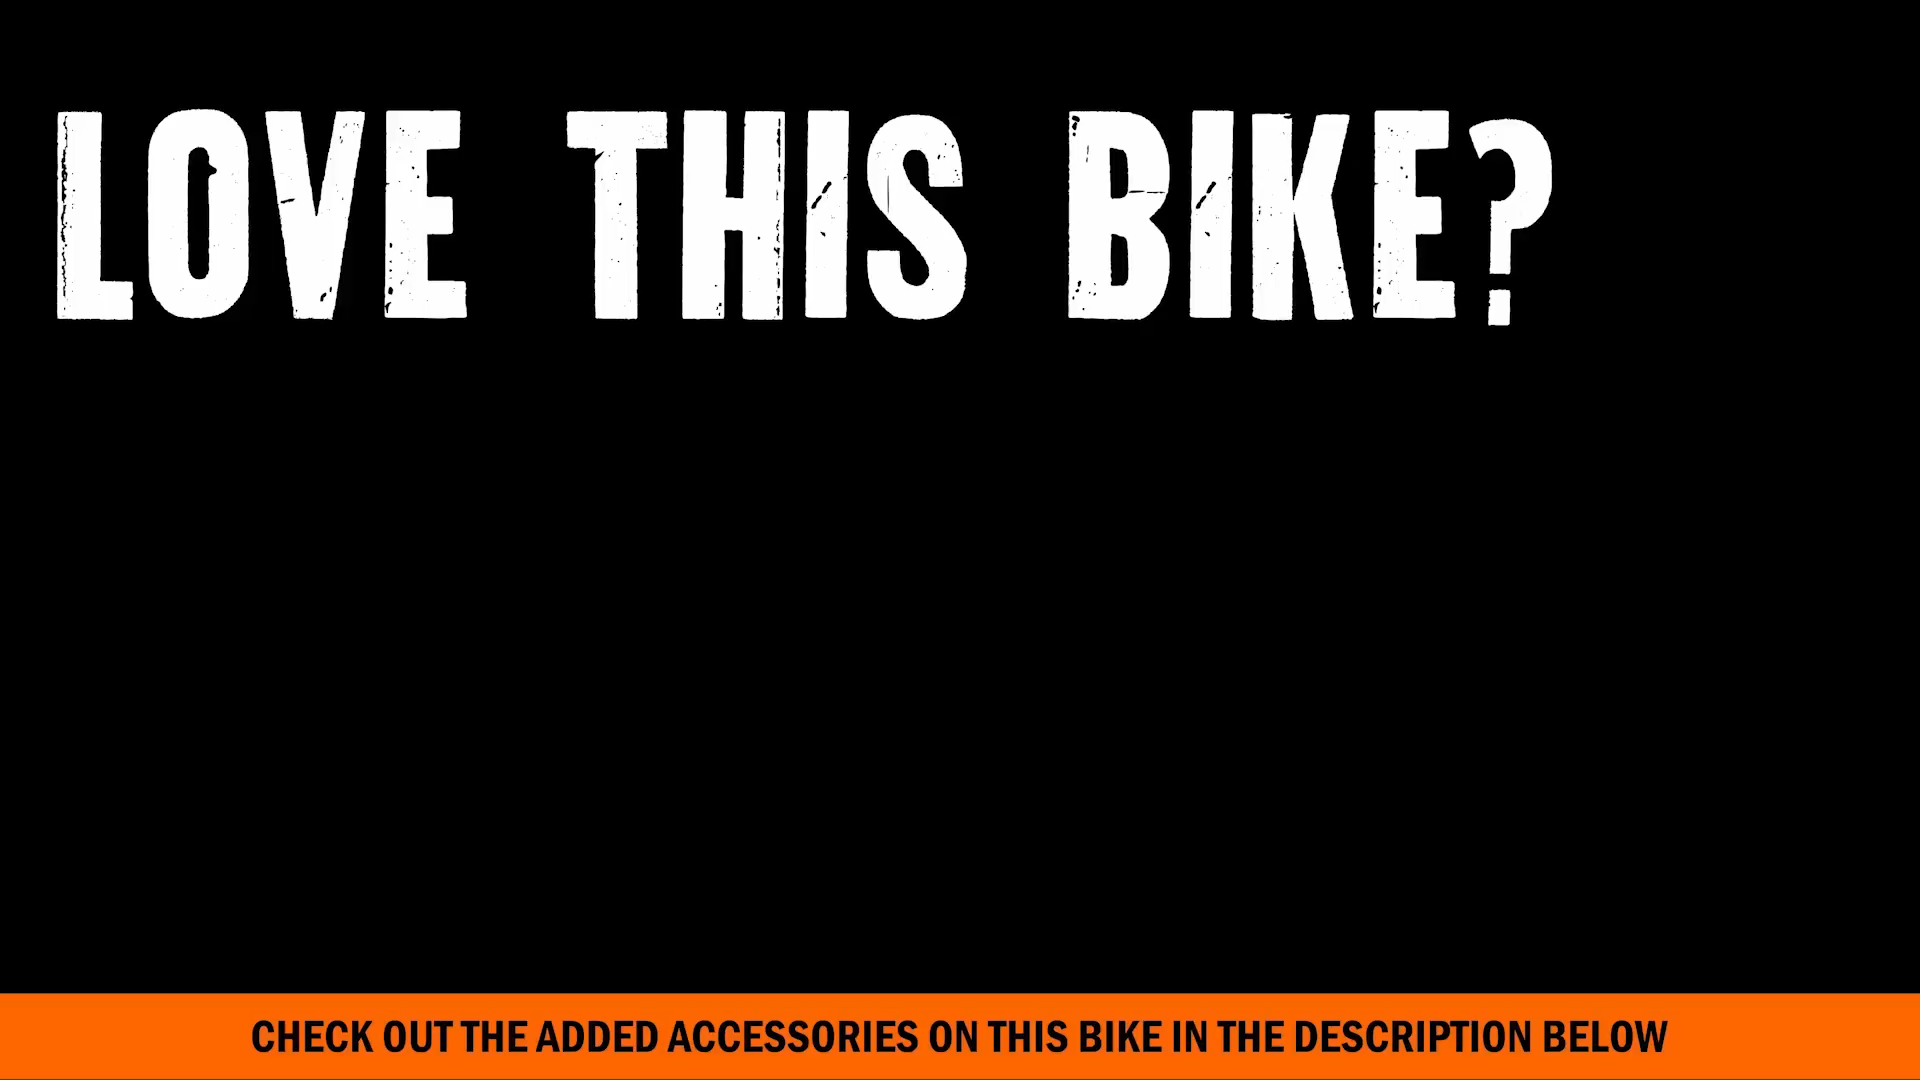 LOVE THIS BIKE?
CHECK OUT THE ADDED ACCESSORIES ON THIS BIKE IN THE DESCRIPTION BELOW